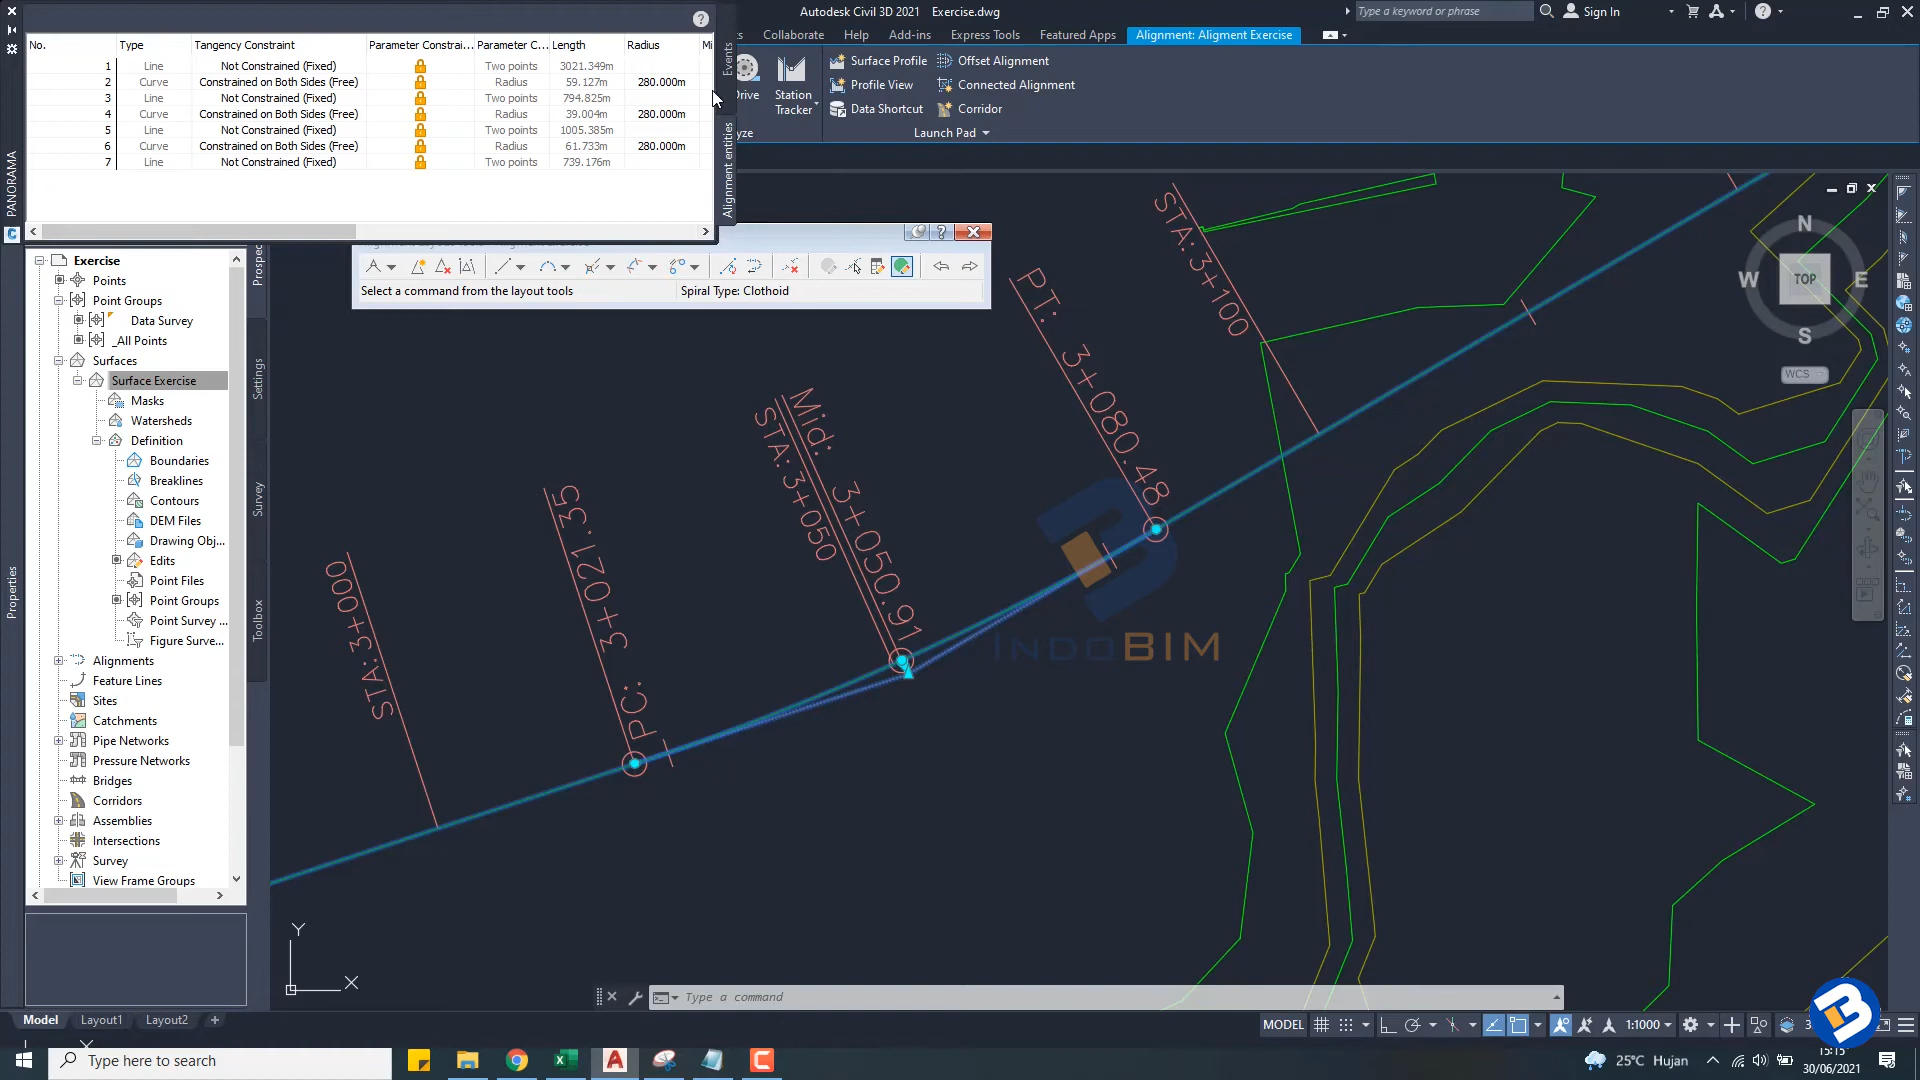 Autodesk Civil 3D 2021 Exercise.dwg
Type a keyword or phrase
Sign In
Collaborate Help Add-ins Express Tools Featured Apps Alignment: Aligment Exercise
No. Type Tangency Constraint Parameter Constrai... Parameter C... Length Radius Mi
1 Line Not Constrained (Fixed) Two points 3021.349m
2 Curve Constrained on Both Sides (Free) Radius 59.127m 280.000m
3 Line Not Constrained (Fixed) Two points 794.825m
4 Curve Constrained on Both Sides (Free) Radius 39.004m 280.000m
5 Line Not Constrained (Fixed) Two points 1005.385m
6 Curve Constrained on Both Sides (Free) Radius 61.733m 280.000m
7 Line Not Constrained (Fixed) Two points 739.176m
PANORAMA
Events
Alignment entities
Drive
Station
Tracker
Surface Profile
Offset Alignment
Profile View
Connected Alignment
Data Shortcut
Corridor
yze
Launch Pad
Select a command from the layout tools
Spiral Type: Clothoid
Exercise
Points
Point Groups
Data Survey
_All Points
Surfaces
Surface Exercise
Masks
Watersheds
Definition
Boundaries
Breaklines
Contours
DEM Files
Drawing Obj...
Edits
Point Files
Point Groups
Point Survey ...
Figure Surve...
Alignments
Feature Lines
Sites
Catchments
Pipe Networks
Pressure Networks
Bridges
Corridors
Assemblies
Intersections
Survey
View Frame Groups
Prospec
Settings
Survey
Toolbox
Properties
STA:3+000
PC: 3+021.35
STA:3+050
Mid: 3+050.91
PT: 3+080.48
STA:3+100
INDOBIM
N
W
TOP
E
S
WCS
Y
X
Type a command
Model Layout1 Layout2 +
MODEL
1:1000
Type here to search
25°C Hujan
15:15
30/06/2021